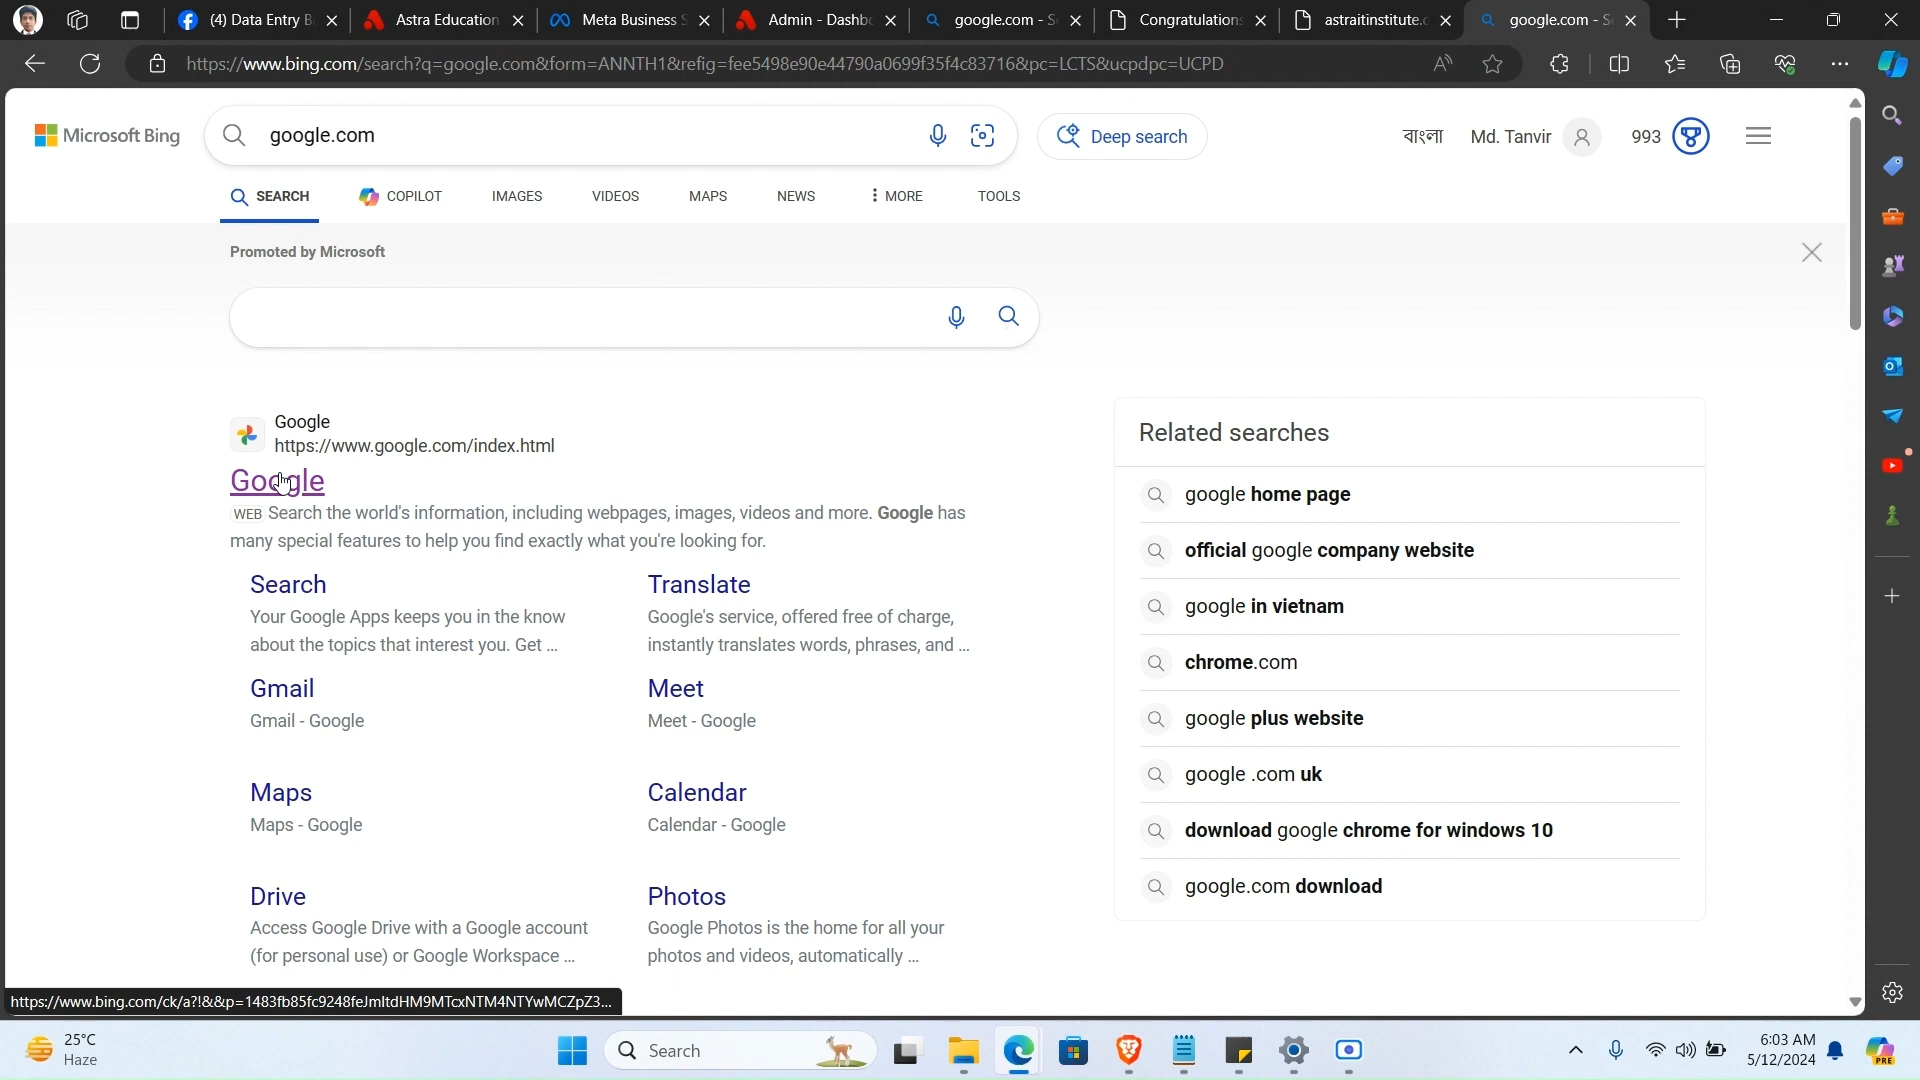 (4) Data Entry B
Astra Education
Meta Business S
Admin - Dashbo
google.com - S
Congratulations
astraitinstitute.c
google.com - S
https://www.bing.com/search?q=google.com&form=ANNTH1&refig=fee5498e90e44790a0699f35f4c83716&pc=LCTS&ucpdpc=UCPD
Microsoft Bing
google.com
Deep search
বাংলা
Md. Tanvir
993
SEARCH
COPILOT
IMAGES
VIDEOS
MAPS
NEWS
MORE
TOOLS
Promoted by Microsoft
Google
https://www.google.com/index.html
Google
WEB Search the world's information, including webpages, images, videos and more. Google has
many special features to help you find exactly what you're looking for.
Search
Your Google Apps keeps you in the know
about the topics that interest you. Get ...
Translate
Google's service, offered free of charge,
instantly translates words, phrases, and ...
Gmail
Gmail - Google
Meet
Meet - Google
Maps
Maps - Google
Calendar
Calendar - Google
Drive
Access Google Drive with a Google account
(for personal use) or Google Workspace ...
Photos
Google Photos is the home for all your
photos and videos, automatically ...
Related searches
google home page
official google company website
google in vietnam
chrome.com
google plus website
google .com uk
download google chrome for windows 10
google.com download
https://www.bing.com/ck/a?!&&p=1483fb85fc9248feJmltdHM9MTcxNTM4NTYwMCZpZ3...
25°C
Haze
Search
6:03 AM
5/12/2024
PRE